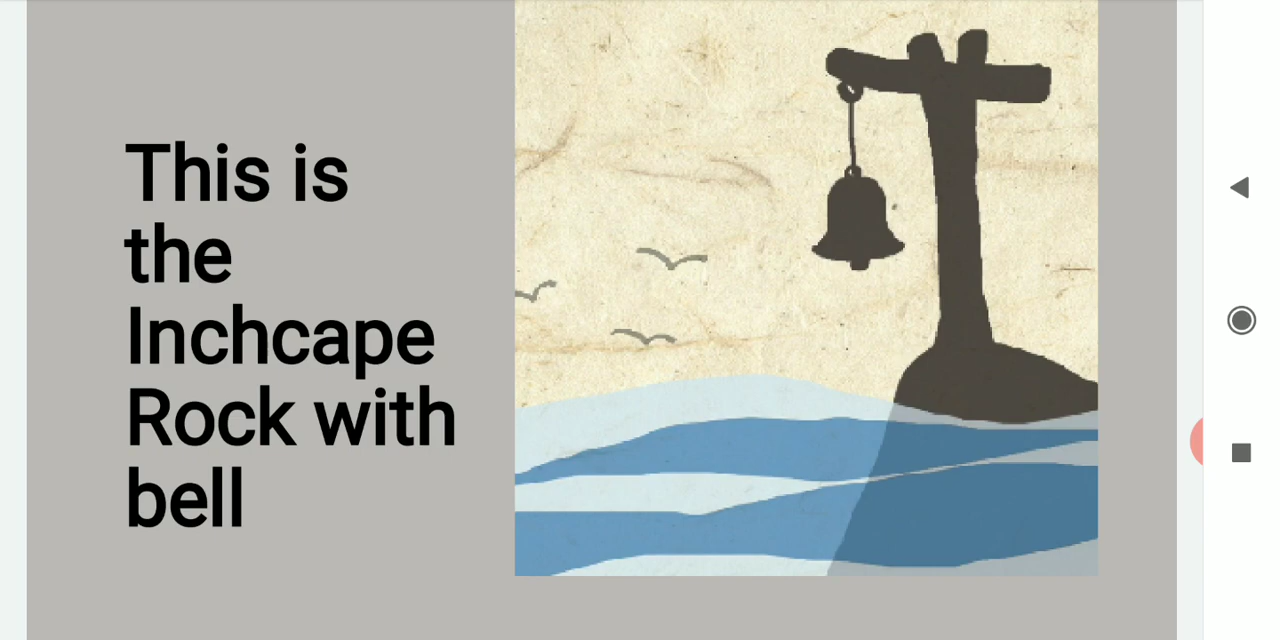 This is
the
Inchcape
Rock with
bell